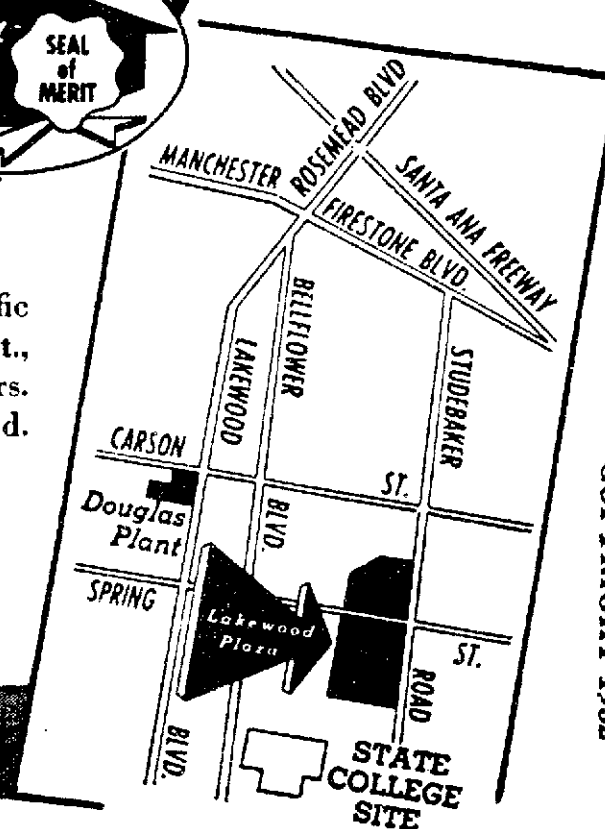 SEAL
of
MERIT
fic
t.,
rs.
d.
ROSEMEAD BLVD
MANCHESTER
SANTA ANA FREEWAY
FIRESTONE BLVD.
BELLFLOWER
LAKEWOOD
STUDEBAKER
CARSON
ST.
Douglas
Plant
BLVD.
SPRING
Lakewood
Plaza
ST.
ROAD
BLVD.
STATE
COLLEGE
SITE